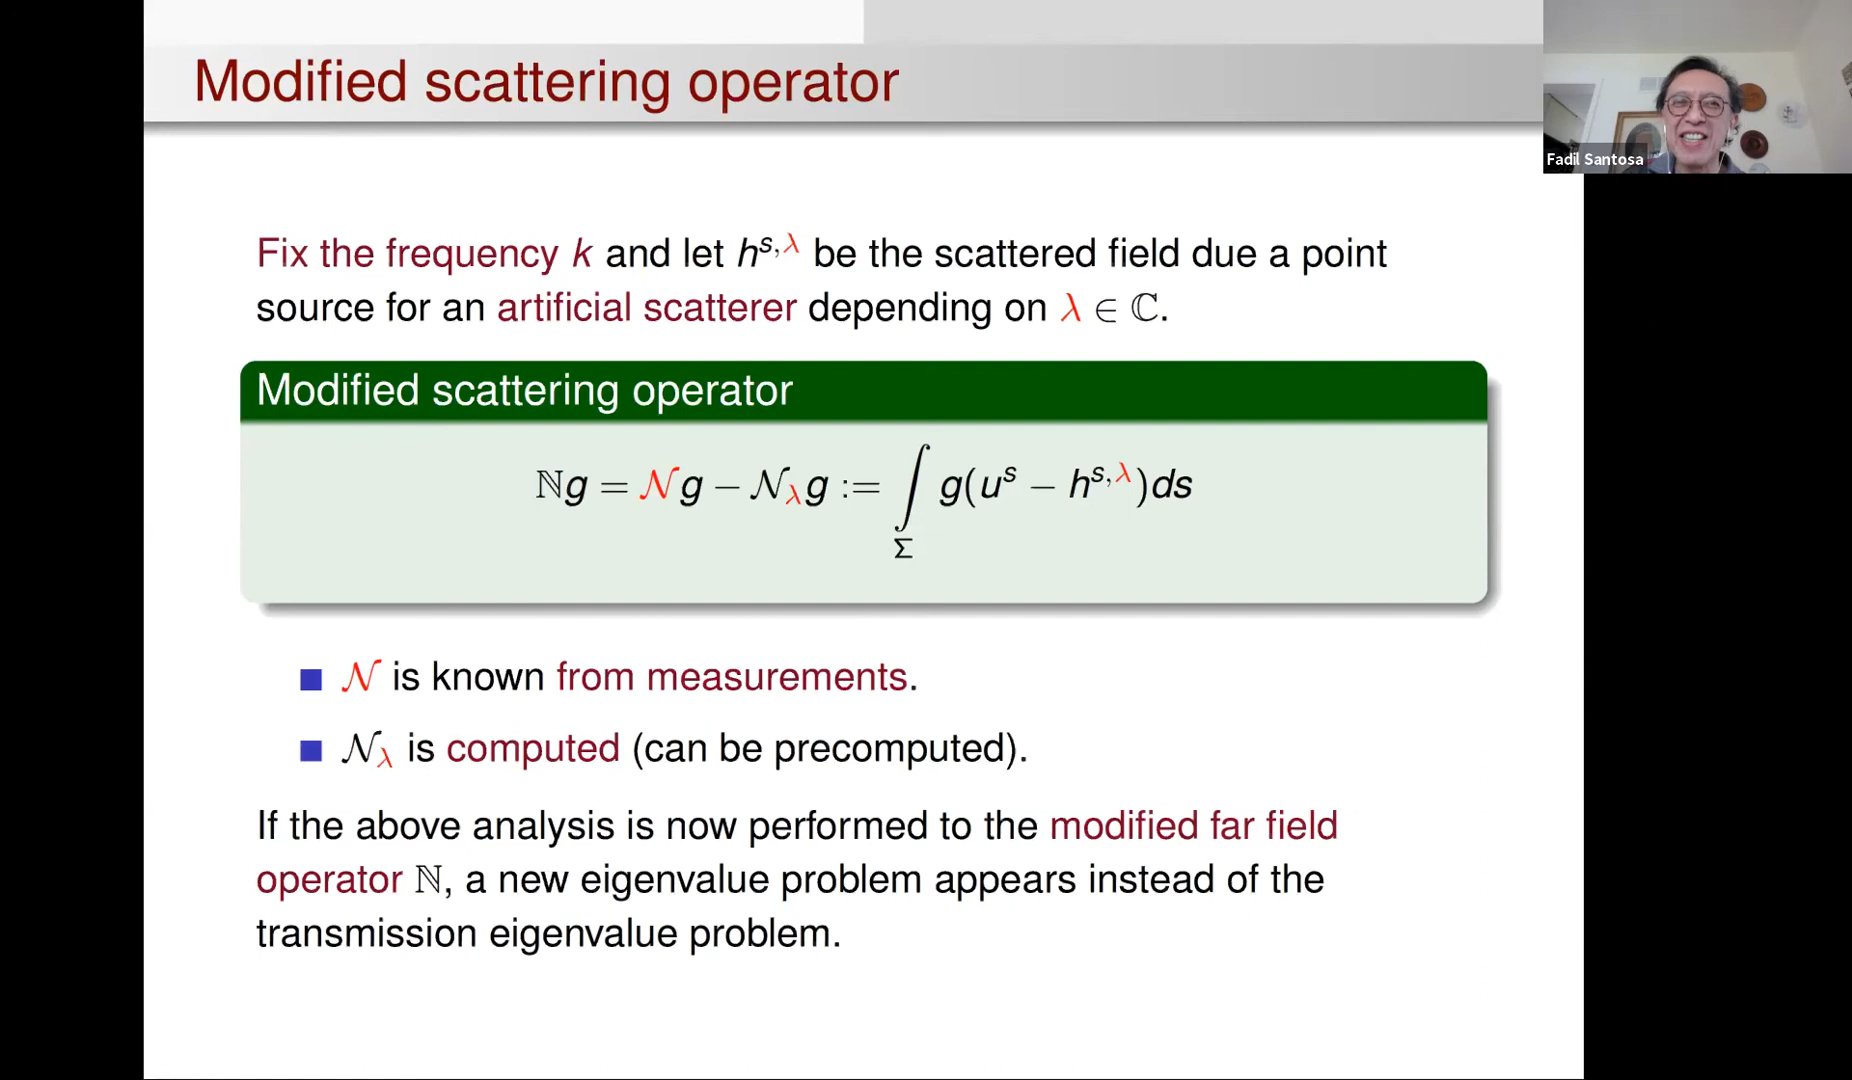 Modified scattering operator
Fadil Santosa
Fix the frequency k and let h^{s,λ} be the scattered field due a point
source for an artificial scatterer depending on λ ∈ ℂ.
Modified scattering operator
ℕg = 𝒩g − 𝒩_λg := ∫_Σ g(u^s − h^{s,λ})ds
𝒩 is known from measurements.
𝒩_λ is computed (can be precomputed).
If the above analysis is now performed to the modified far field
operator ℕ, a new eigenvalue problem appears instead of the
transmission eigenvalue problem.